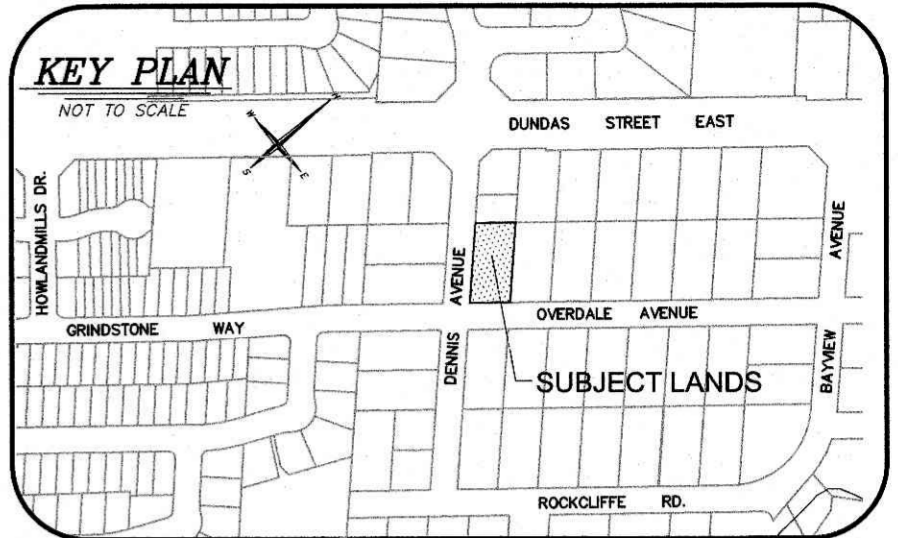 KEY PLAN
NOT TO SCALE
N
W
S
E
DUNDAS STREET EAST
HOWLANDMILLS DR.
AVENUE
AVENUE
GRINDSTONE WAY
OVERDALE AVENUE
DENNIS
SUBJECT LANDS
BAYVIEW
ROCKCLIFFE RD.